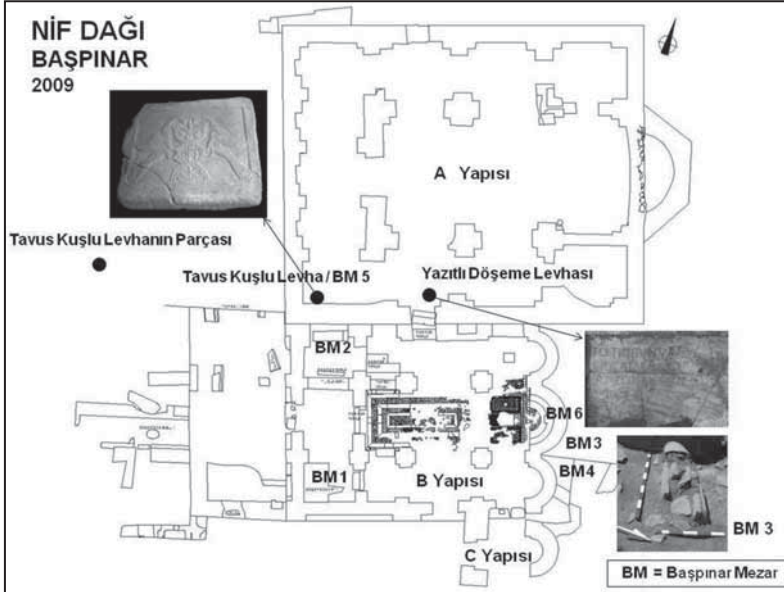 NİF DAĞI
BAŞPINAR
2009
A Yapısı
Tavus Kuşlu Levhanın Parçası
Tavus Kuşlu Levha/BM 5
Yazıtlı Döşeme Levhası
BM 2
BM 6
BM 3
BM 4
BM 1
B Yapısı
BM 3
C Yapısı
BM = Başpınar Mezar